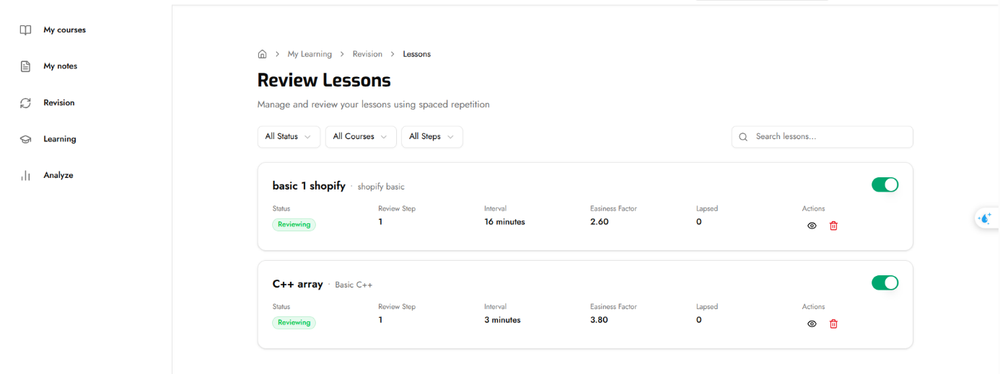 My courses
My notes
Revision
Learning
Analyze
My Learning > Revision > Lessons
Review Lessons
Manage and review your lessons using spaced repetition
All Status All Courses All Steps Search lessons...
basic 1 shopify · shopify basic
Status Review Step Interval Easiness Factor Lapsed Actions
Reviewing 1 16 minutes 2.60 0
C++ array · Basic C++
Status Review Step Interval Easiness Factor Lapsed Actions
Reviewing 1 3 minutes 3.80 0